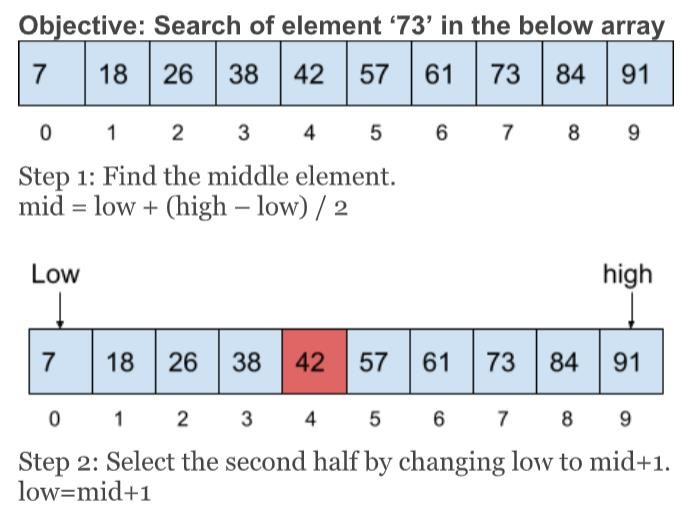 Objective: Search of element ‘73’ in the below array
7 18 26 38 42 57 61 73 84 91
0 1 2 3 4 5 6 7 8 9
Step 1: Find the middle element.
mid = low + (high – low) / 2
Low high
7 18 26 38 42 57 61 73 84 91
0 1 2 3 4 5 6 7 8 9
Step 2: Select the second half by changing low to mid+1.
low=mid+1